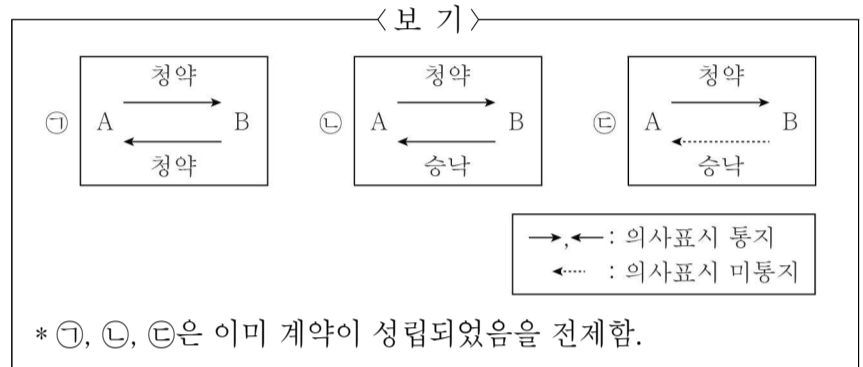 〈보 기〉
청약 청약 청약
㉠ A B ㉡ A B ㉢ A B
청약 승낙 승낙
→,← : 의사표시 통지
⇠ : 의사표시 미통지
* ㉠, ㉡, ㉢은 이미 계약이 성립되었음을 전제함.